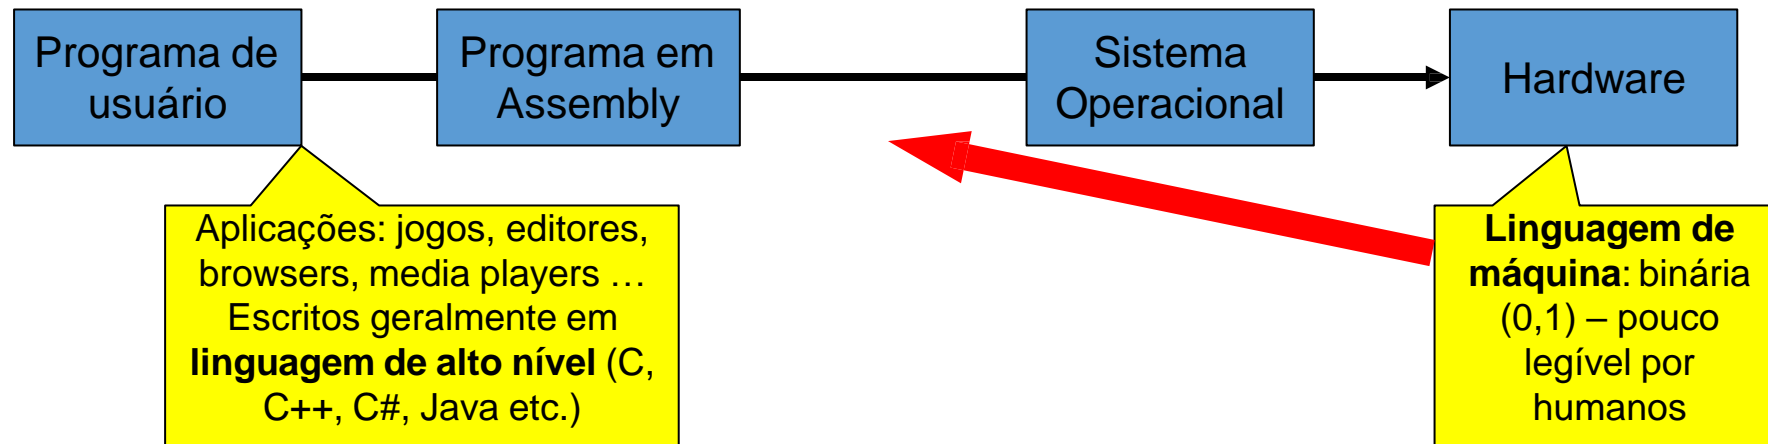 Programa de
usuário
Programa em
Assembly
Sistema
Operacional
Hardware
Aplicações: jogos, editores,
browsers, media players …
Escritos geralmente em
linguagem de alto nível (C,
C++, C#, Java etc.)
Linguagem de
máquina: binária
(0,1) – pouco
legível por
humanos